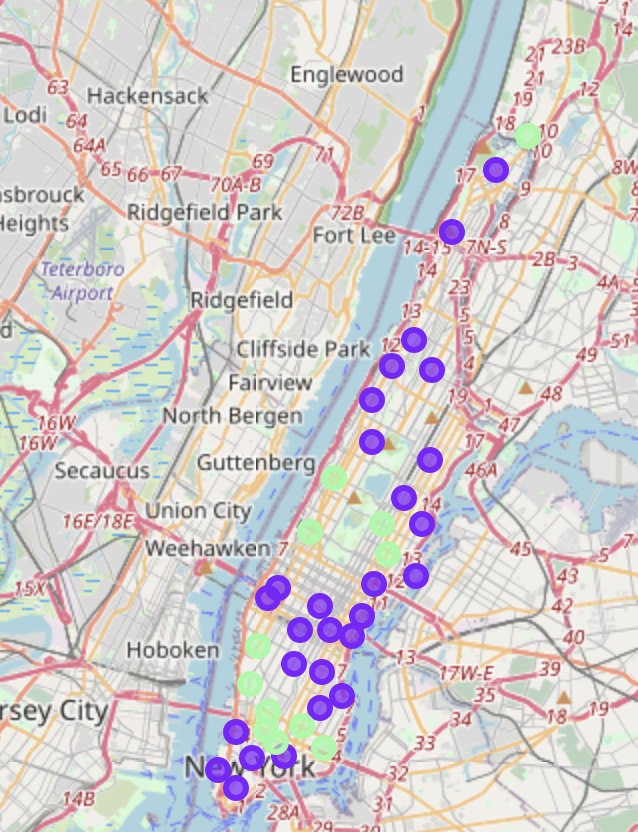 23B
1
21
14
Englewood
21
63
12
Hackensack
19
Lodi
64
1
18
10
64A
71
10
69
65
66
67
17
8W
70A-B
9
nsbrouck
Heights
Ridgefield Park
72B
8
Fort Lee
14-15
7N-S
2B
3
Teterboro
Airport
14
4A
23
Ridgefield
13
5
d
5
51
Cliffside Park
12
4
49
Fairview
19
48
16W
North Bergen
1
47
16W
17
Secaucus
Guttenberg
46A
14
16E/18E
Union City
Weehawken
7
45
7
13
15X
12
43
11
42
Hoboken
40
13
7
17W-E
39
35
rsey City
18
19
34
5
33
New York
4
32
14B
2
1
31
28A
29